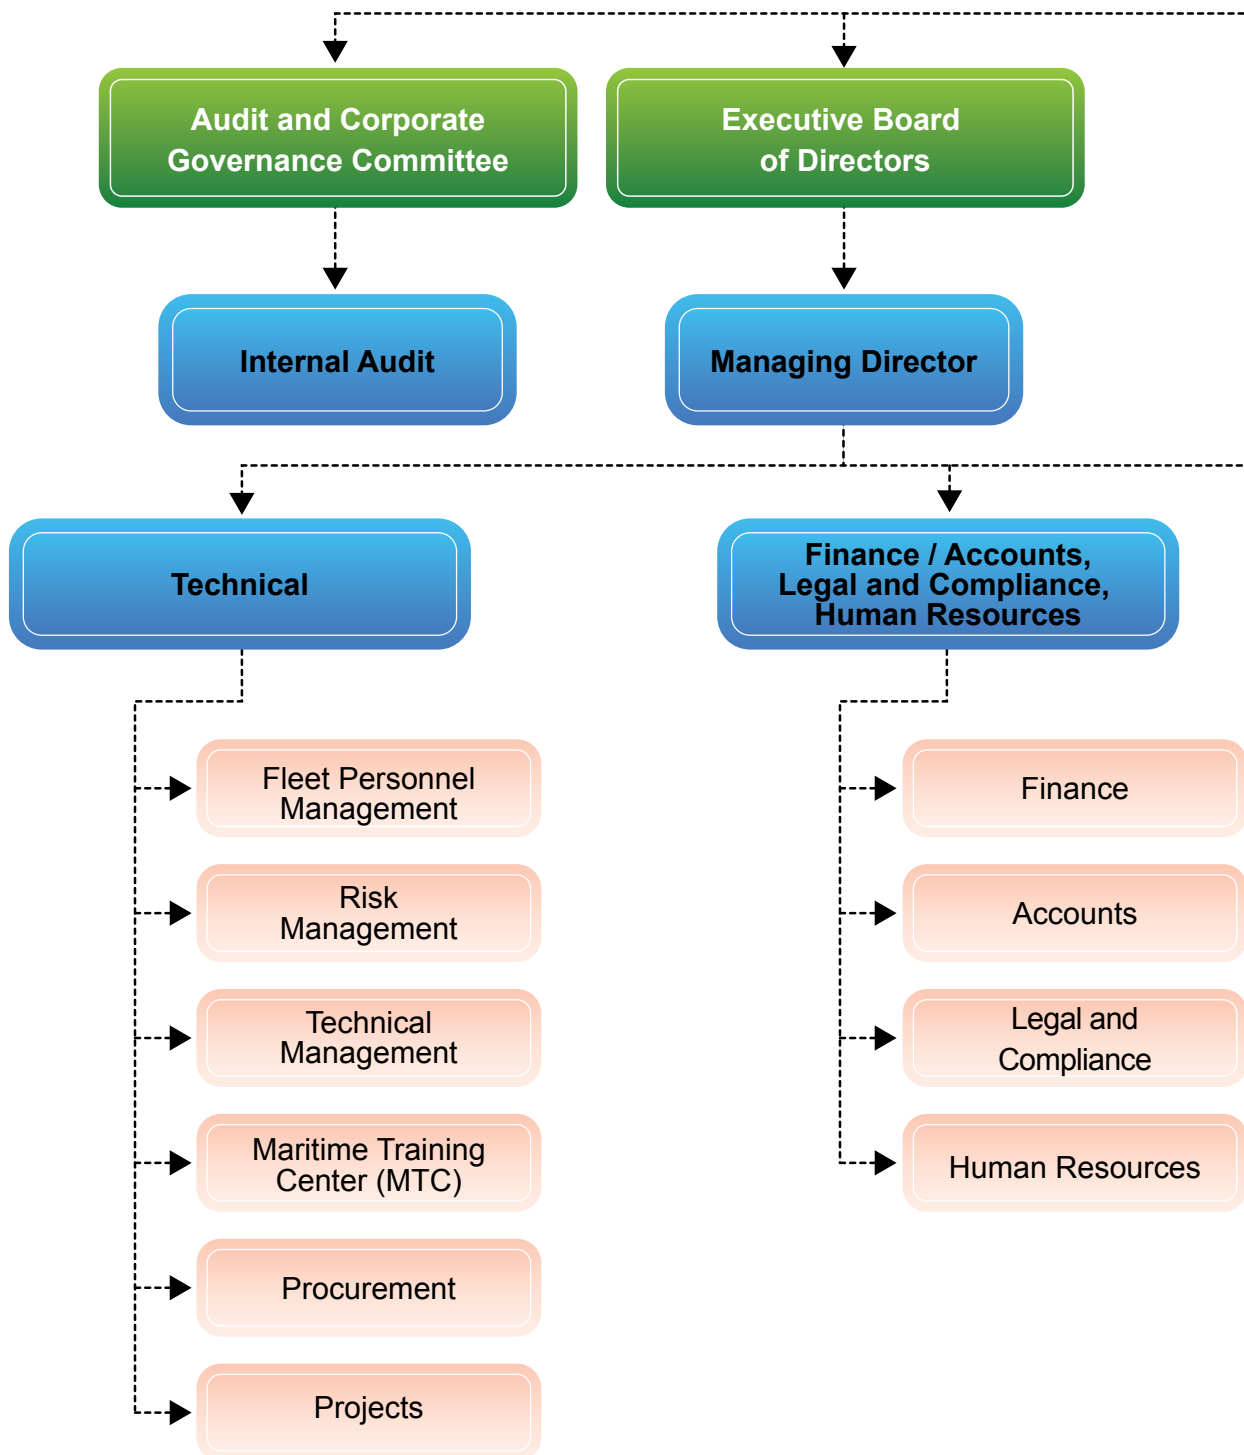 Audit and Corporate
Governance Committee
Executive Board
of Directors
Internal Audit
Managing Director
Technical
Finance / Accounts,
Legal and Compliance,
Human Resources
Fleet Personnel
Management
Risk
Management
Technical
Management
Maritime Training
Center (MTC)
Procurement
Projects
Finance
Accounts
Legal and
Compliance
Human Resources